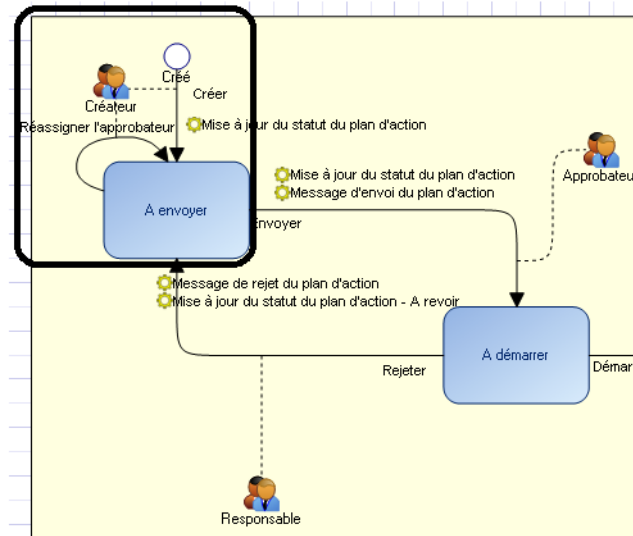 Créé
Créer
Créateur
Réassigner l'approbateur
Mise à jour du statut du plan d'action
A envoyer
Mise à jour du statut du plan d'action
Message d'envoi du plan d'action
Envoyer
Approbateu
Message de rejet du plan d'action
Mise à jour du statut du plan d'action - A revoir
A démarrer
Rejeter
Démar
Responsable